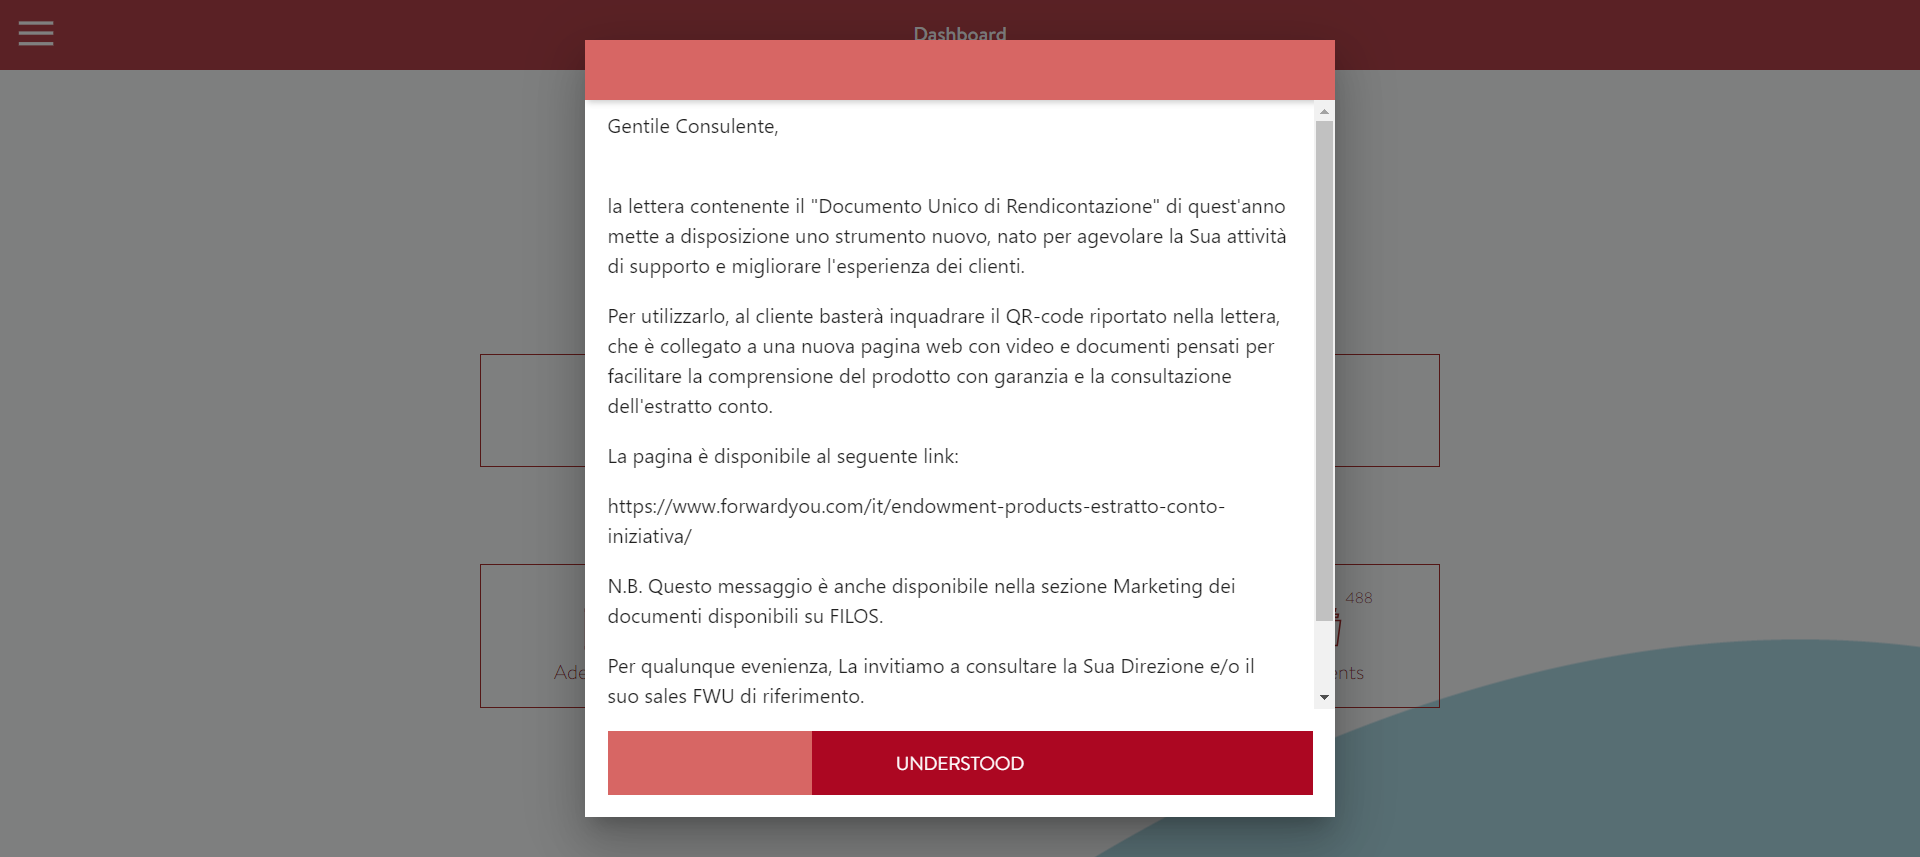 Dashboard
Gentile Consulente,
la lettera contenente il "Documento Unico di Rendicontazione" di quest'anno
mette a disposizione uno strumento nuovo, nato per agevolare la Sua attività
di supporto e migliorare l'esperienza dei clienti.
Per utilizzarlo, al cliente basterà inquadrare il QR-code riportato nella lettera,
che è collegato a una nuova pagina web con video e documenti pensati per
facilitare la comprensione del prodotto con garanzia e la consultazione
dell'estratto conto.
La pagina è disponibile al seguente link:
https://www.forwardyou.com/it/endowment-products-estratto-conto-
iniziativa/
N.B. Questo messaggio è anche disponibile nella sezione Marketing dei
documenti disponibili su FILOS.
Per qualunque evenienza, La invitiamo a consultare la Sua Direzione e/o il
suo sales FWU di riferimento.
488
UNDERSTOOD